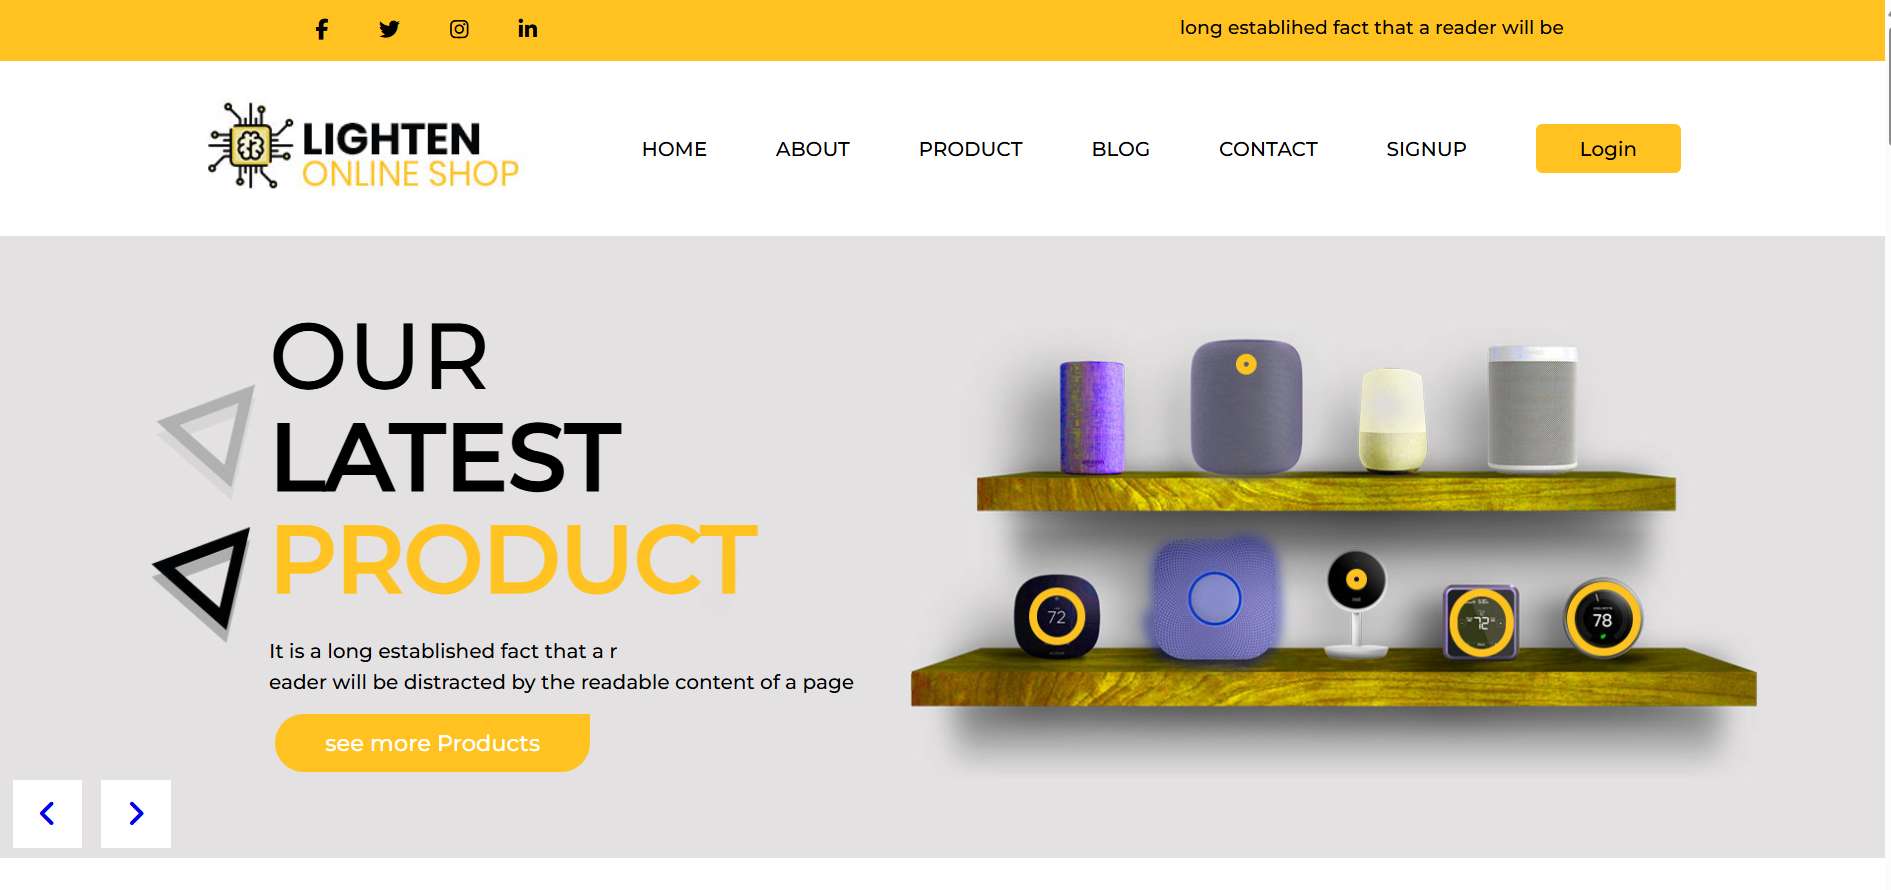 long establihed fact that a reader will be
LIGHTEN
ONLINE SHOP
HOME
ABOUT
PRODUCT
BLOG
CONTACT
SIGNUP
Login
OUR
LATEST
PRODUCT
It is a long established fact that a r
eader will be distracted by the readable content of a page
see more Products
72
72
78